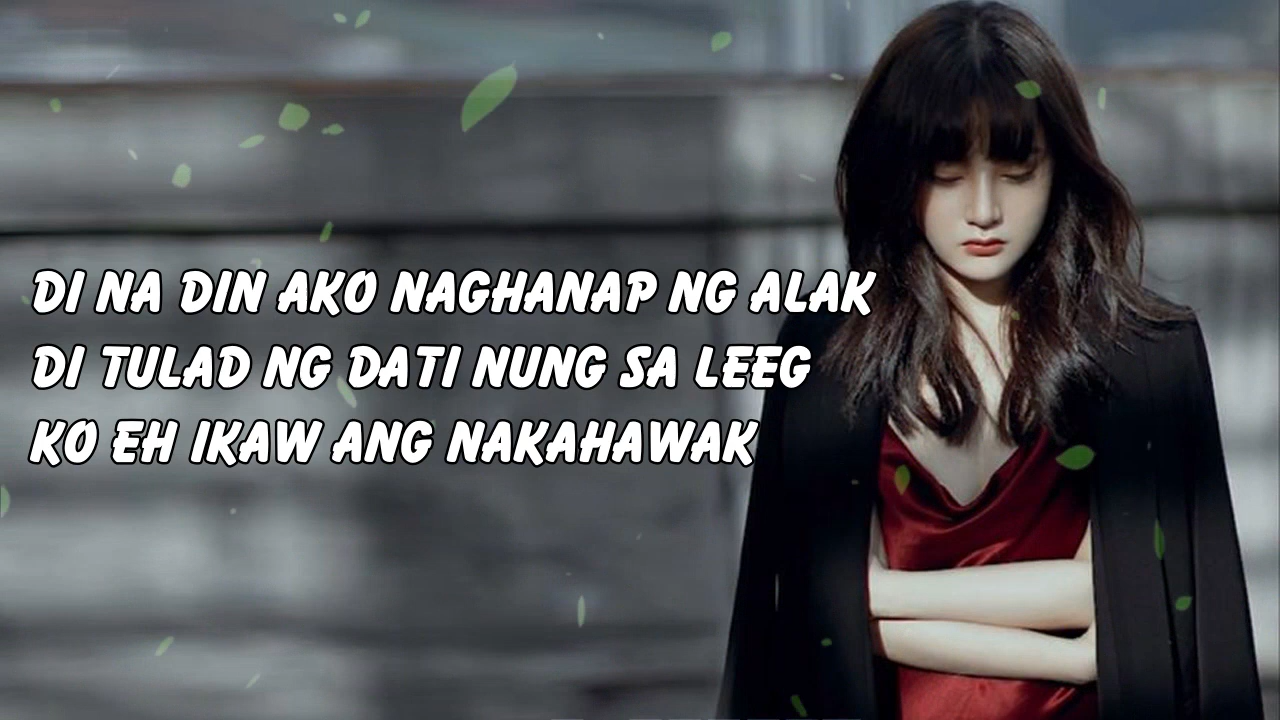 DI NA DIN AKO NAGHANAP NG ALAK
DI TULAD NG DATI NUNG SA LEEG
KO EH IKAW ANG NAKAHAWAK